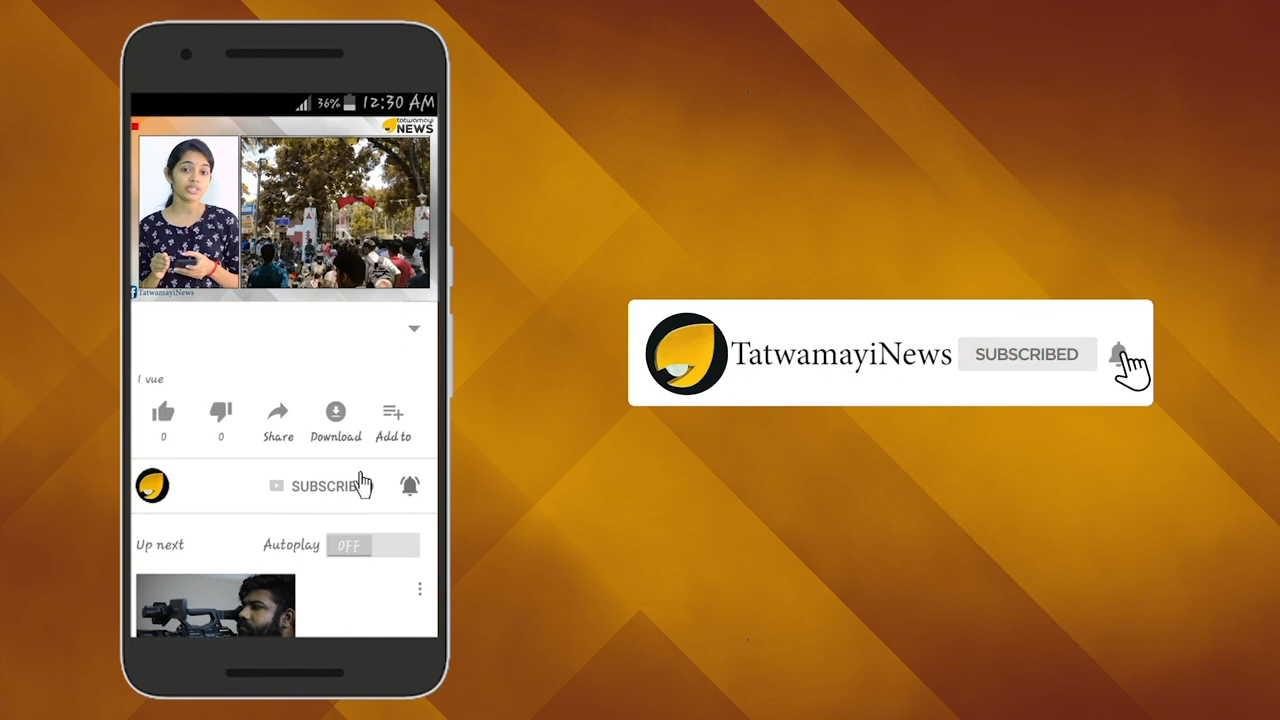 36% 12:30 AM
tatwamayi
NEWS
TatwamayiNews
1 vue
0 0 Share Download Add to
SUBSCRIBE
Up next Autoplay OFF
TatwamayiNews SUBSCRIBED